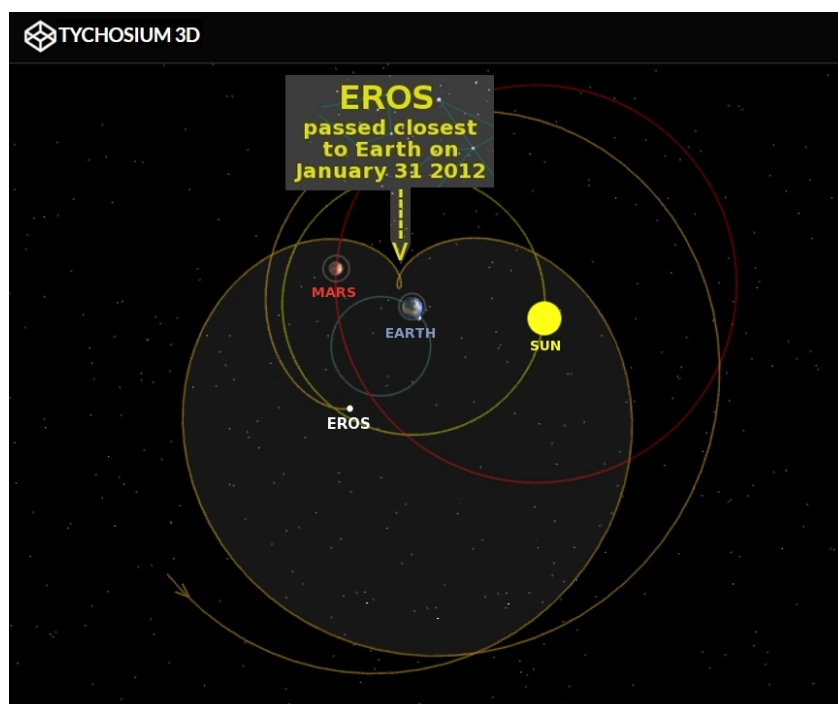 TYCHOSIUM 3D
EROS
passed closest
to Earth on
January 31 2012
MARS
EARTH
SUN
EROS